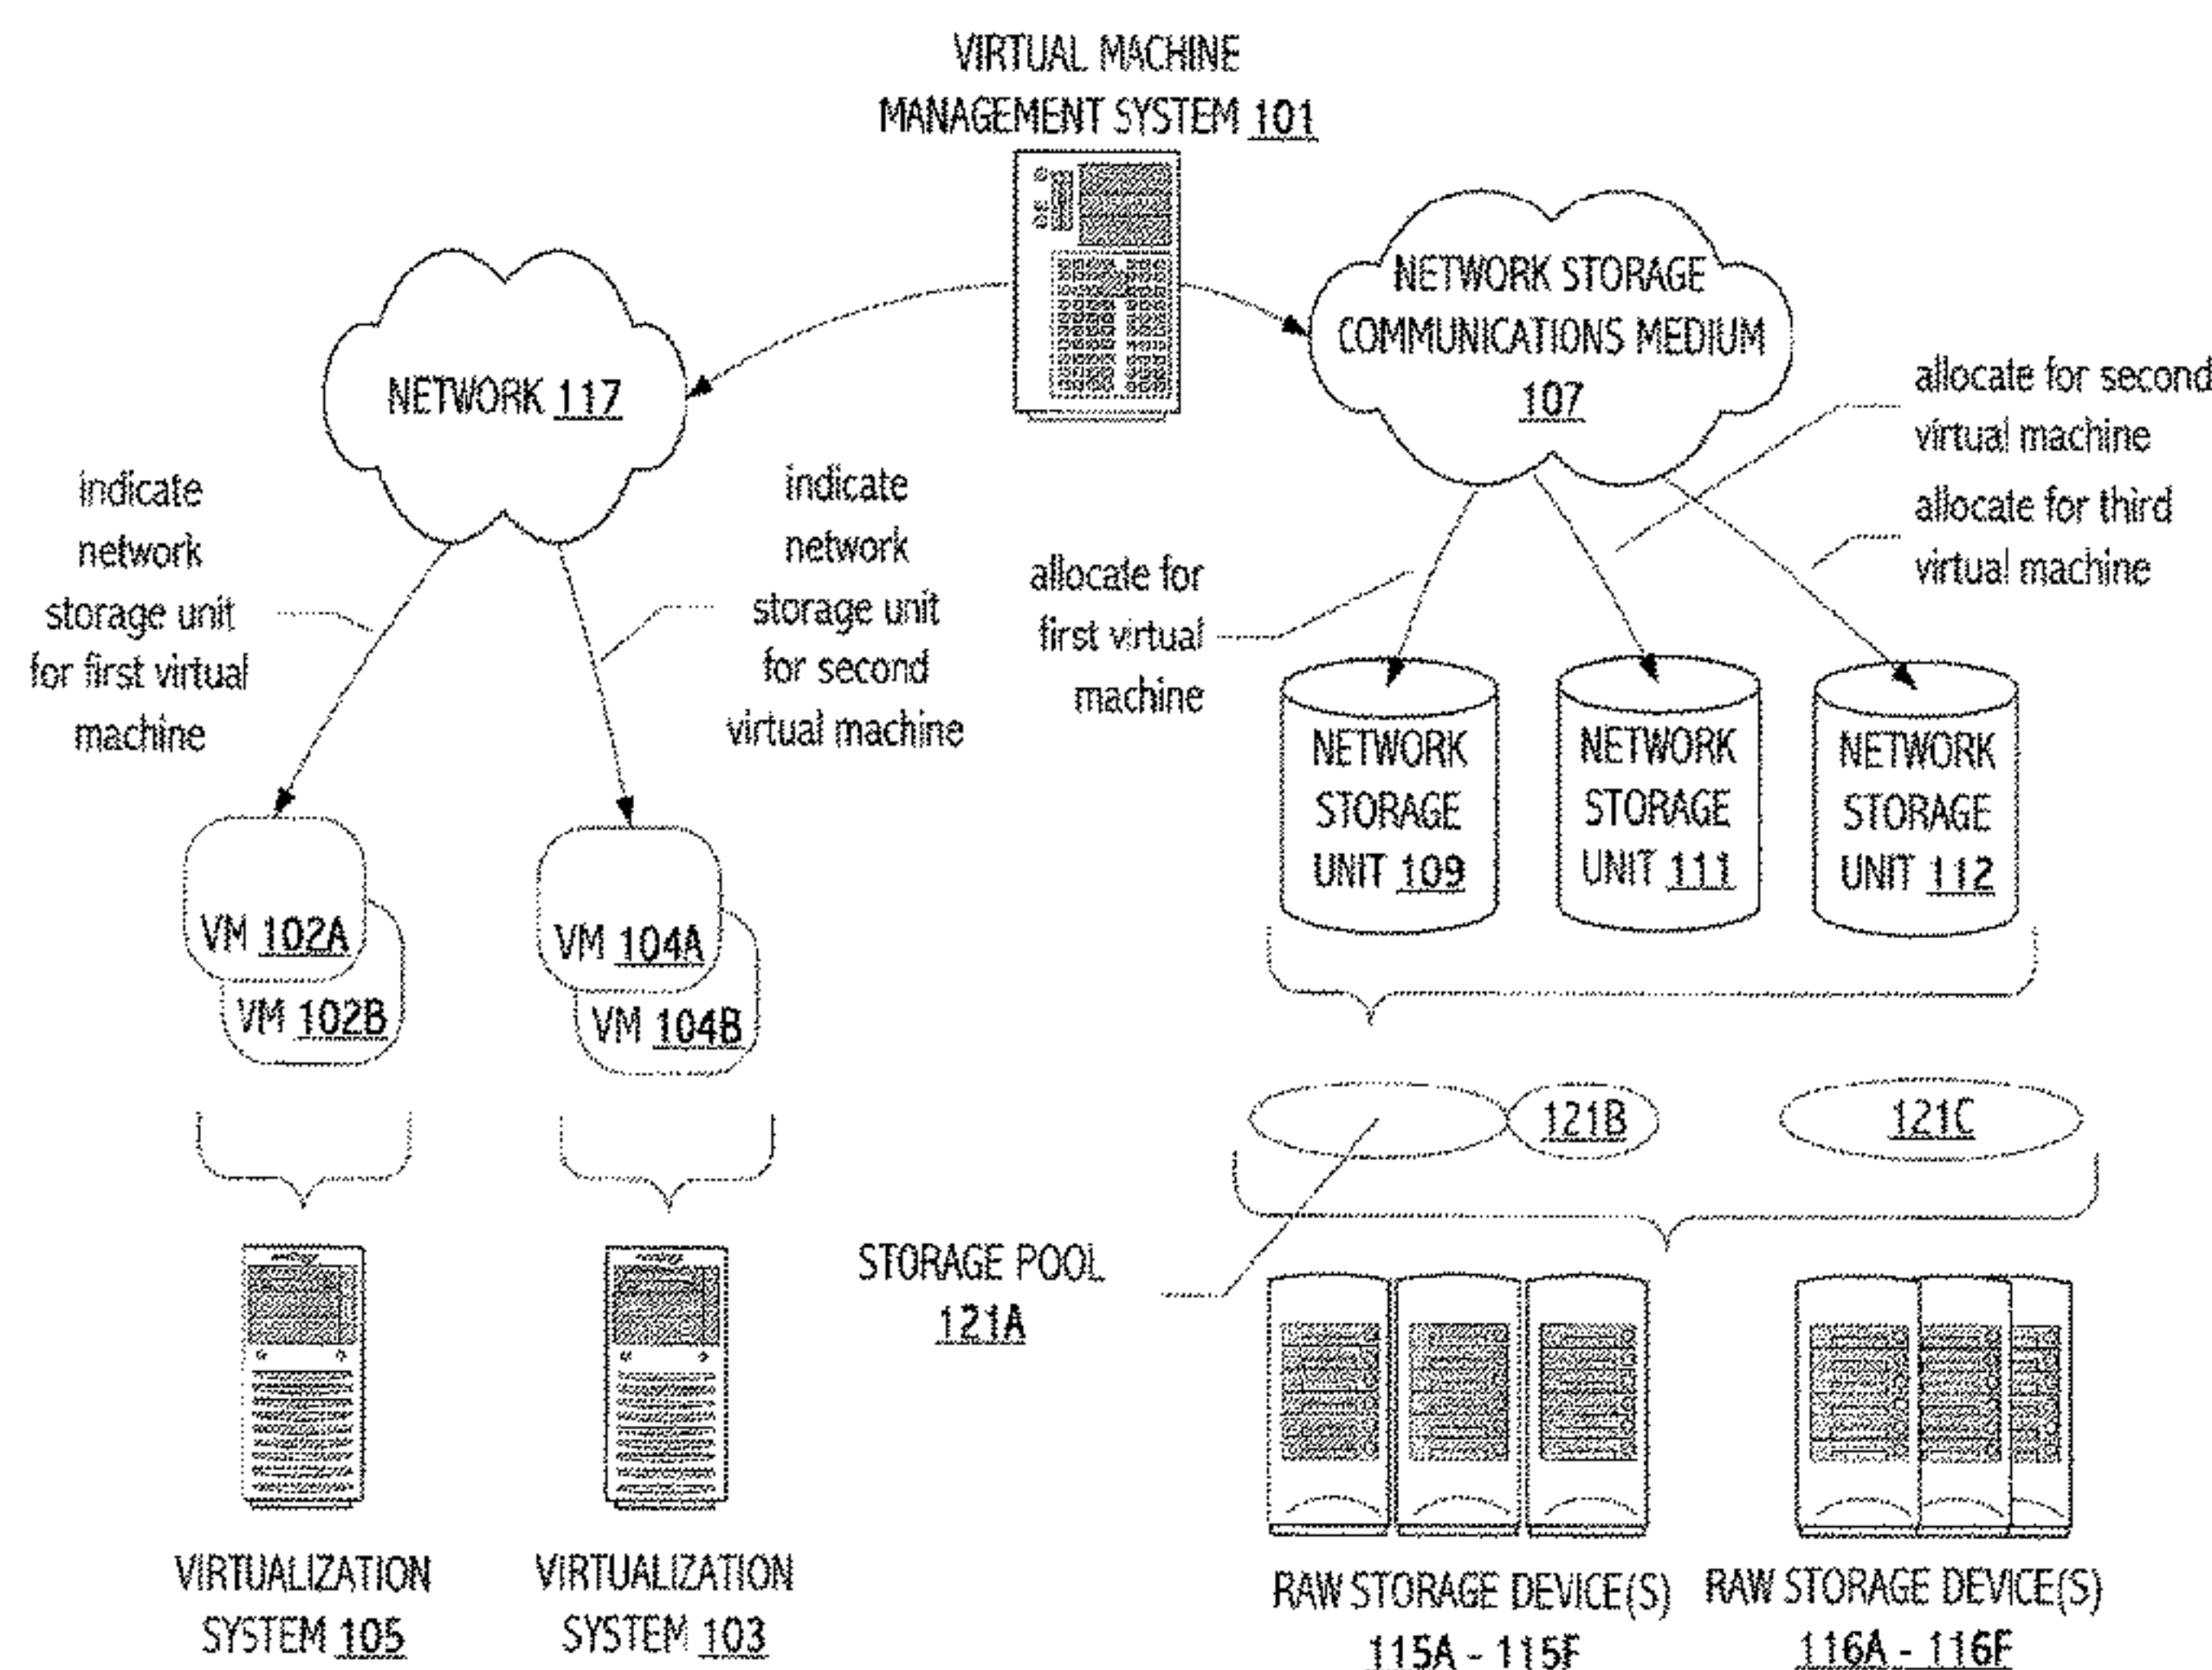 VIRTUAL MACHINE
MANAGEMENT SYSTEM 101
NETWORK STORAGE
COMMUNICATIONS MEDIUM
107
NETWORK 117
allocate for second
virtual machine
allocate for third
virtual machine
indicate
network
storage unit
for first virtual
machine
indicate
network
storage unit
for second
virtual machine
allocate for
first virtual
machine
NETWORK
STORAGE
UNIT 109
NETWORK
STORAGE
UNIT 111
NETWORK
STORAGE
UNIT 112
VM 102A
VM 102B
VM 104A
VM 104B
121B
121C
STORAGE POOL
121A
VIRTUALIZATION
SYSTEM 105
VIRTUALIZATION
SYSTEM 103
RAW STORAGE DEVICE(S)
115A - 115F
RAW STORAGE DEVICE(S)
116A - 116F